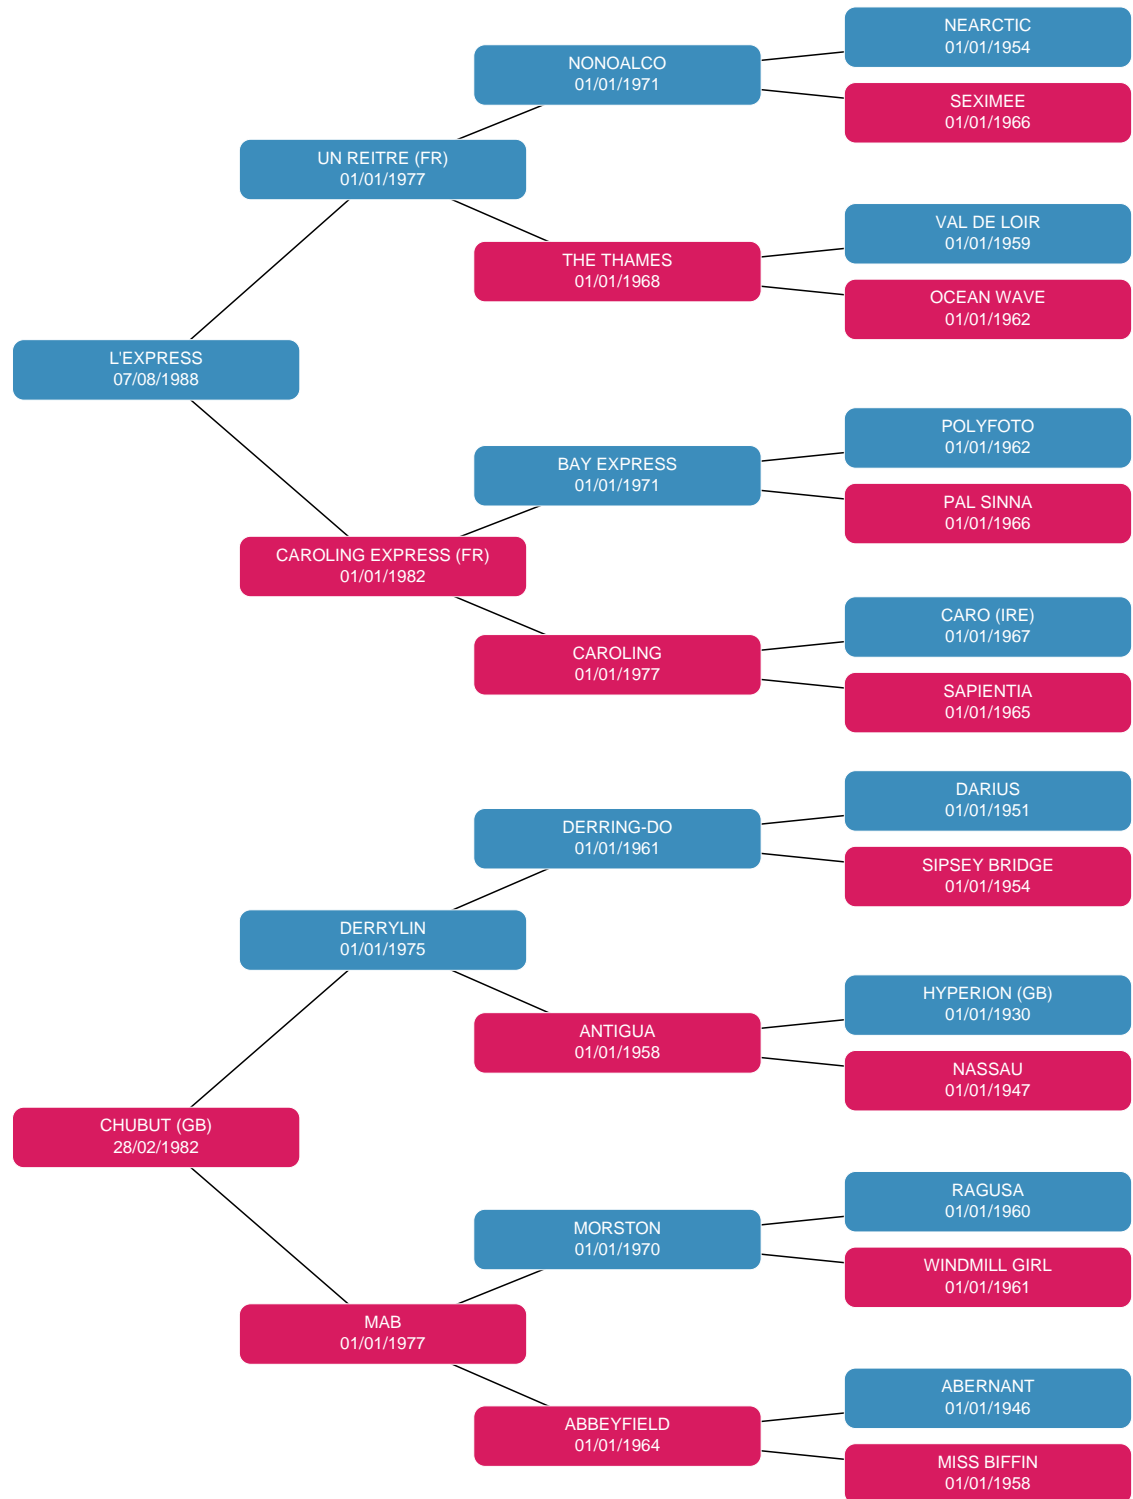 NEARCTIC
01/01/1954
NONOALCO
01/01/1971
SEXIMEE
01/01/1966
UN REITRE (FR)
01/01/1977
VAL DE LOIR
01/01/1959
THE THAMES
01/01/1968
OCEAN WAVE
01/01/1962
L'EXPRESS
07/08/1988
POLYFOTO
01/01/1962
BAY EXPRESS
01/01/1971
PAL SINNA
01/01/1966
CAROLING EXPRESS (FR)
01/01/1982
CARO (IRE)
01/01/1967
CAROLING
01/01/1977
SAPIENTIA
01/01/1965
DARIUS
01/01/1951
DERRING-DO
01/01/1961
SIPSEY BRIDGE
01/01/1954
DERRYLIN
01/01/1975
HYPERION (GB)
01/01/1930
ANTIGUA
01/01/1958
NASSAU
01/01/1947
CHUBUT (GB)
28/02/1982
RAGUSA
01/01/1960
MORSTON
01/01/1970
WINDMILL GIRL
01/01/1961
MAB
01/01/1977
ABERNANT
01/01/1946
ABBEYFIELD
01/01/1964
MISS BIFFIN
01/01/1958